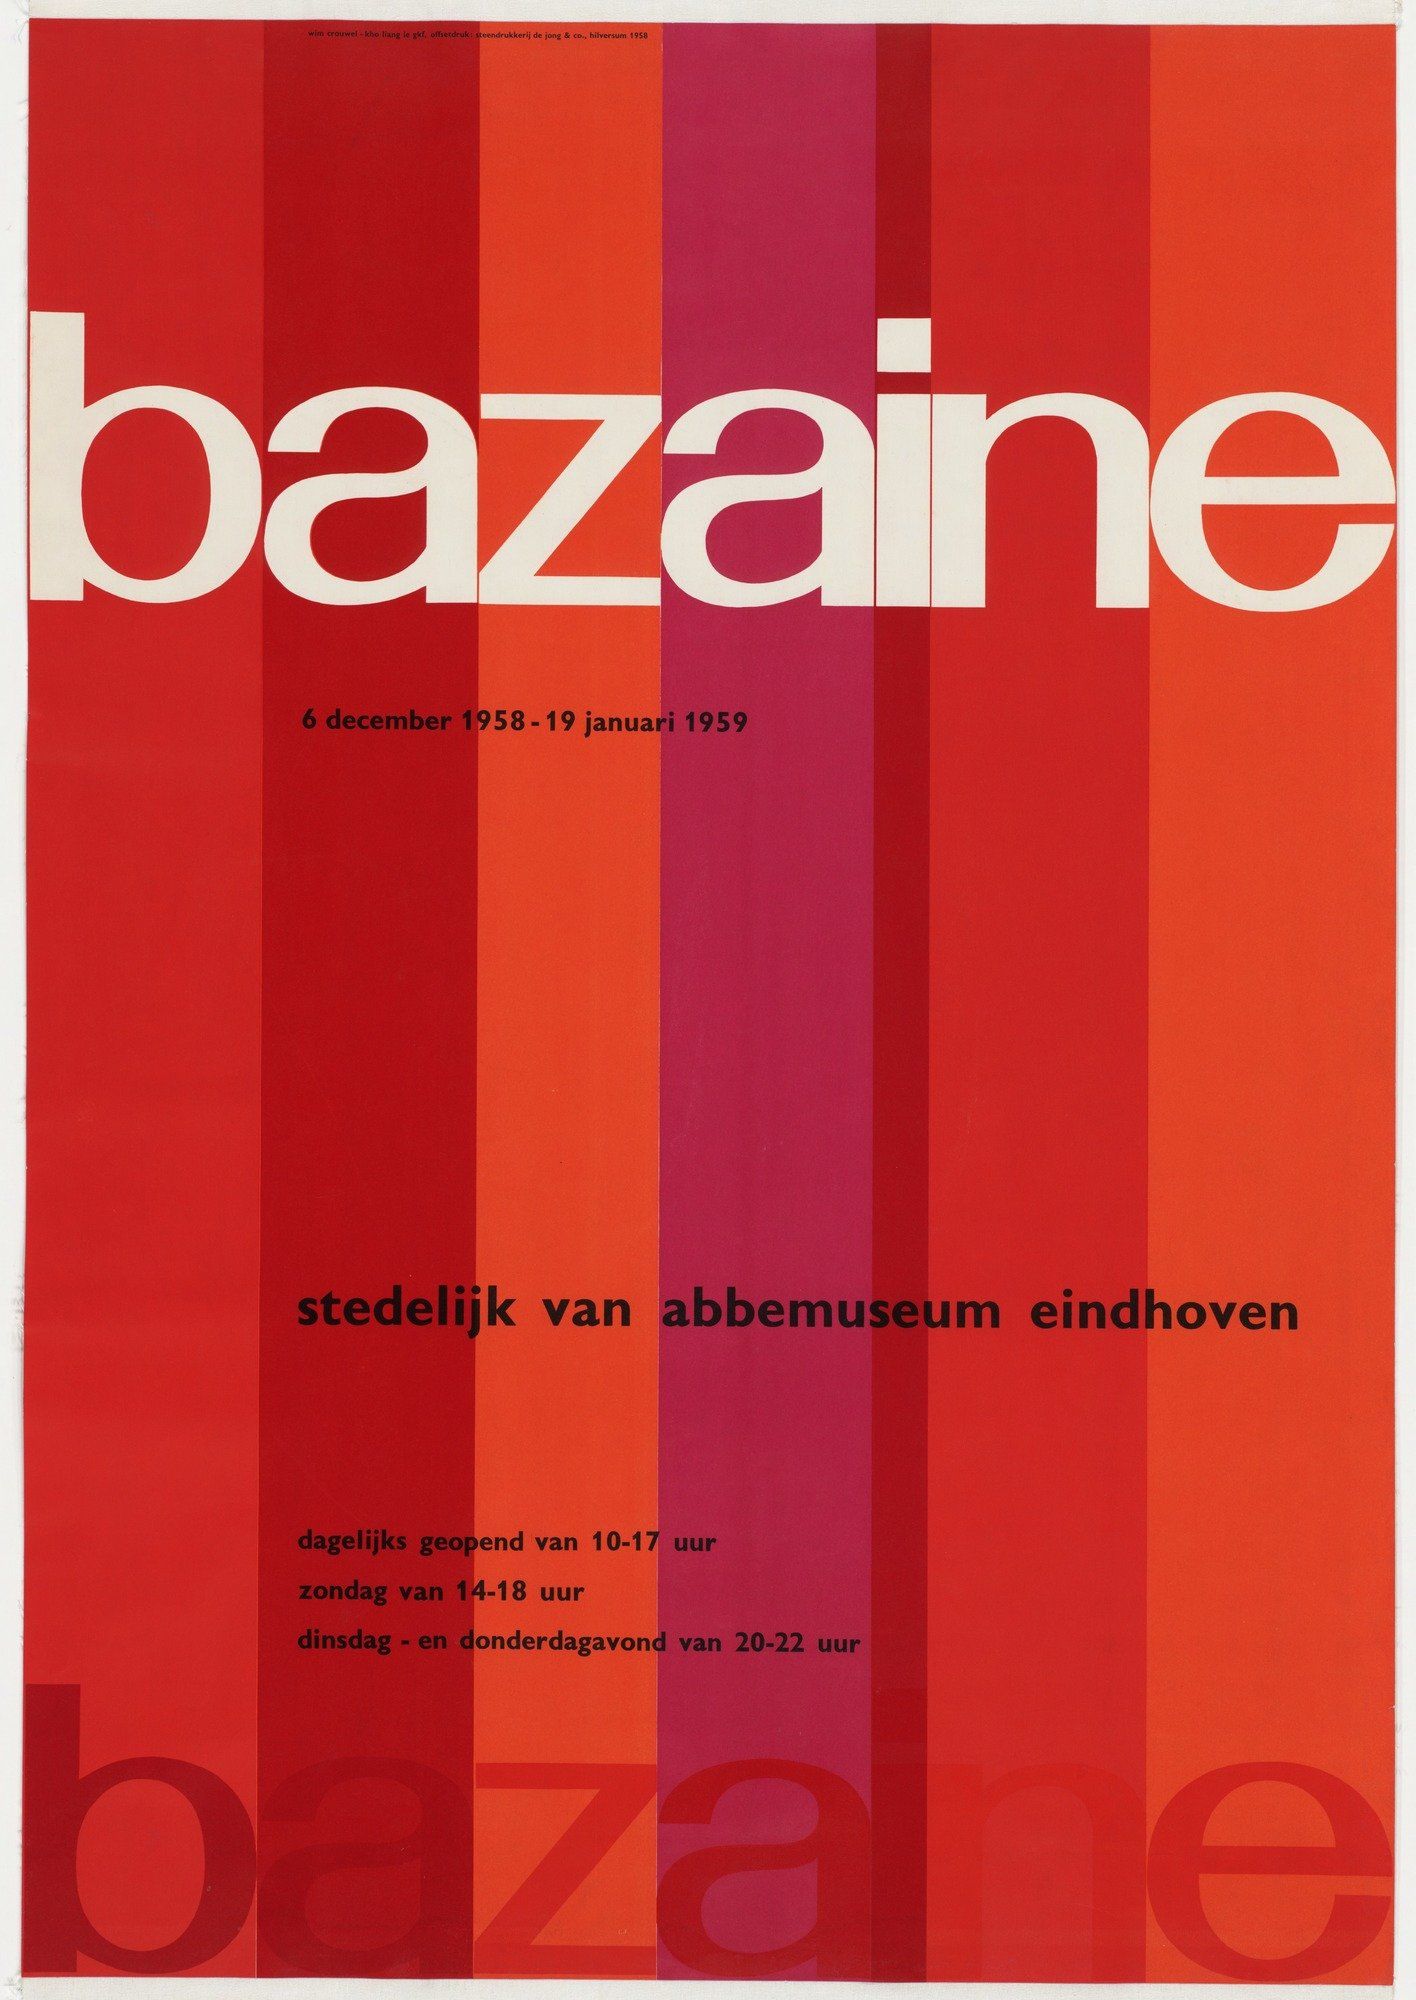 wim crouwel - kho liang ie gkf. offsetdruk: steendrukkerij de jong & co., hilversum 1958
bazaine
6 december 1958 - 19 januari 1959
stedelijk van abbemuseum eindhoven
dagelijks geopend van 10-17 uur
zondag van 14-18 uur
dinsdag - en donderdagavond van 20-22 uur
bazaine